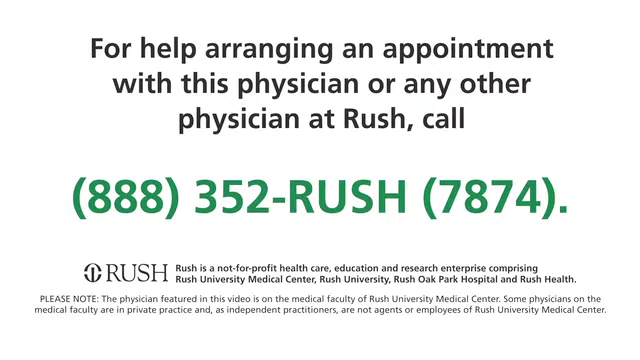 For help arranging an appointment
with this physician or any other
physician at Rush, call
(888) 352-RUSH (7874).
RUSH Rush is a not-for-profit health care, education and research enterprise comprising
Rush University Medical Center, Rush University, Rush Oak Park Hospital and Rush Health.
PLEASE NOTE: The physician featured in this video is on the medical faculty of Rush University Medical Center. Some physicians on the
medical faculty are in private practice and, as independent practitioners, are not agents or employees of Rush University Medical Center.